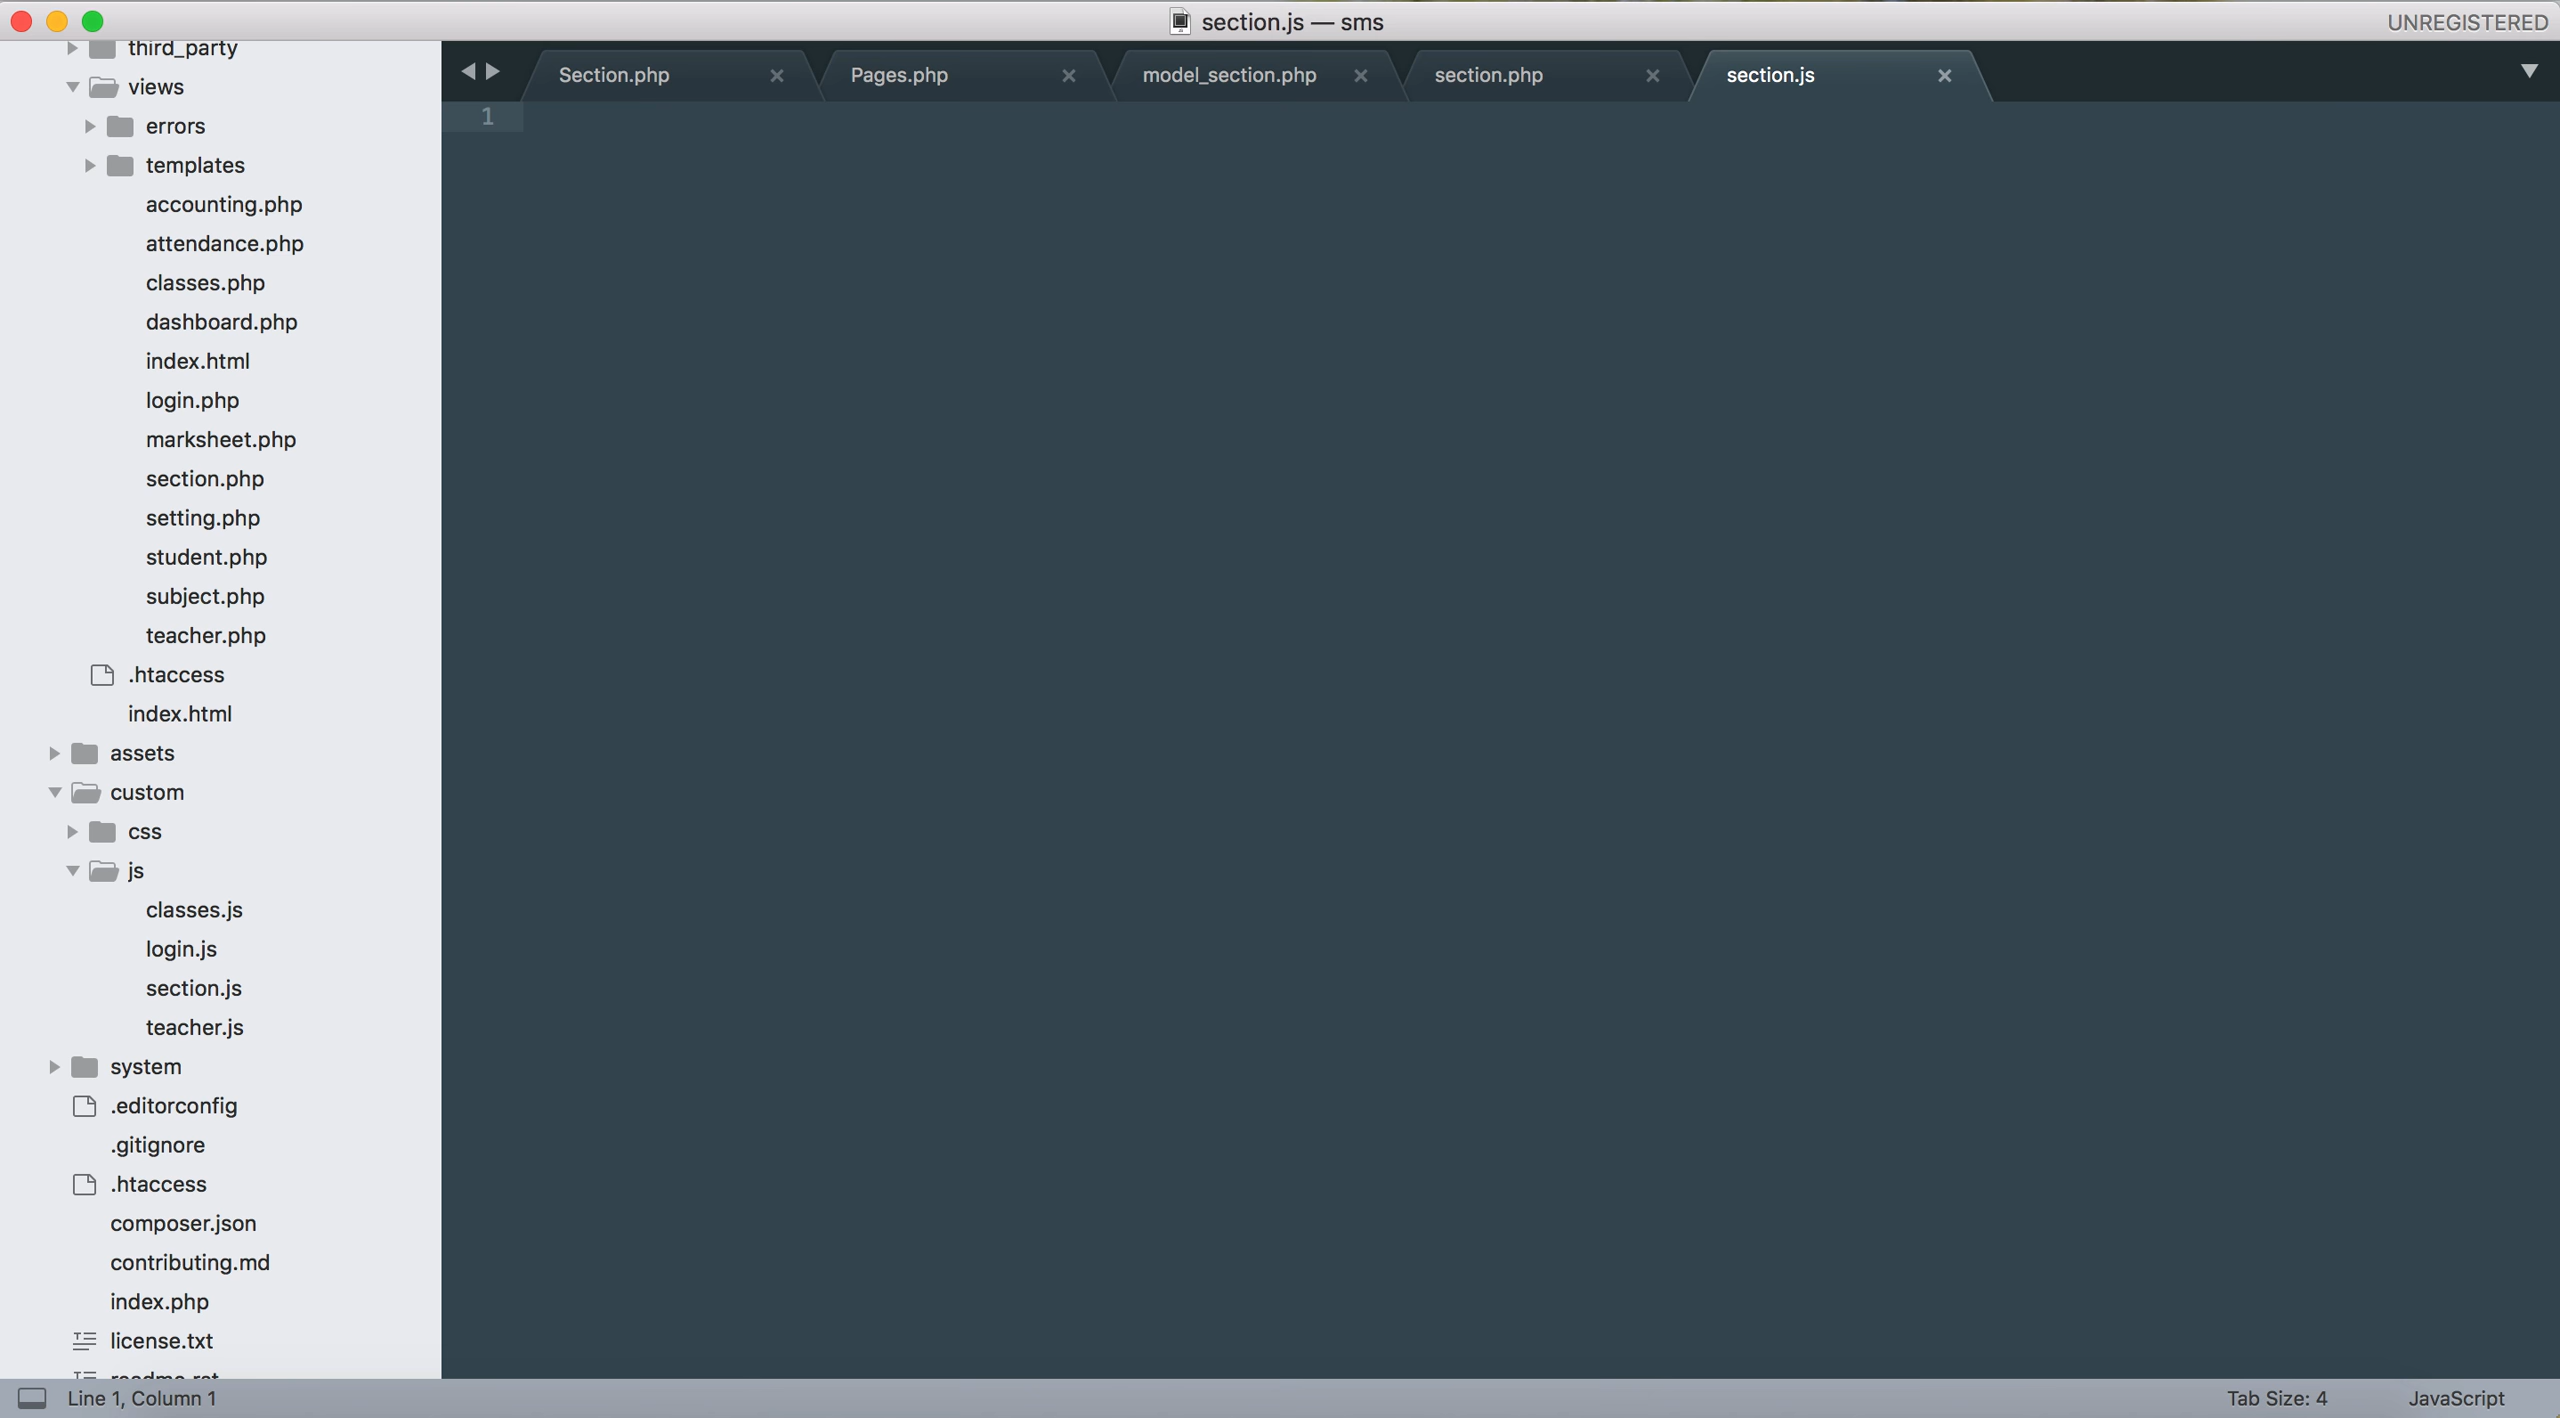 section.js — sms
UNREGISTERED
third_party
views
errors
templates
accounting.php
attendance.php
classes.php
dashboard.php
index.html
login.php
marksheet.php
section.php
setting.php
student.php
subject.php
teacher.php
.htaccess
index.html
assets
custom
css
js
classes.js
login.js
section.js
teacher.js
system
.editorconfig
.gitignore
.htaccess
composer.json
contributing.md
index.php
license.txt
readme.rst
Section.php
Pages.php
model_section.php
section.php
section.js
1
Line 1, Column 1
Tab Size: 4
JavaScript